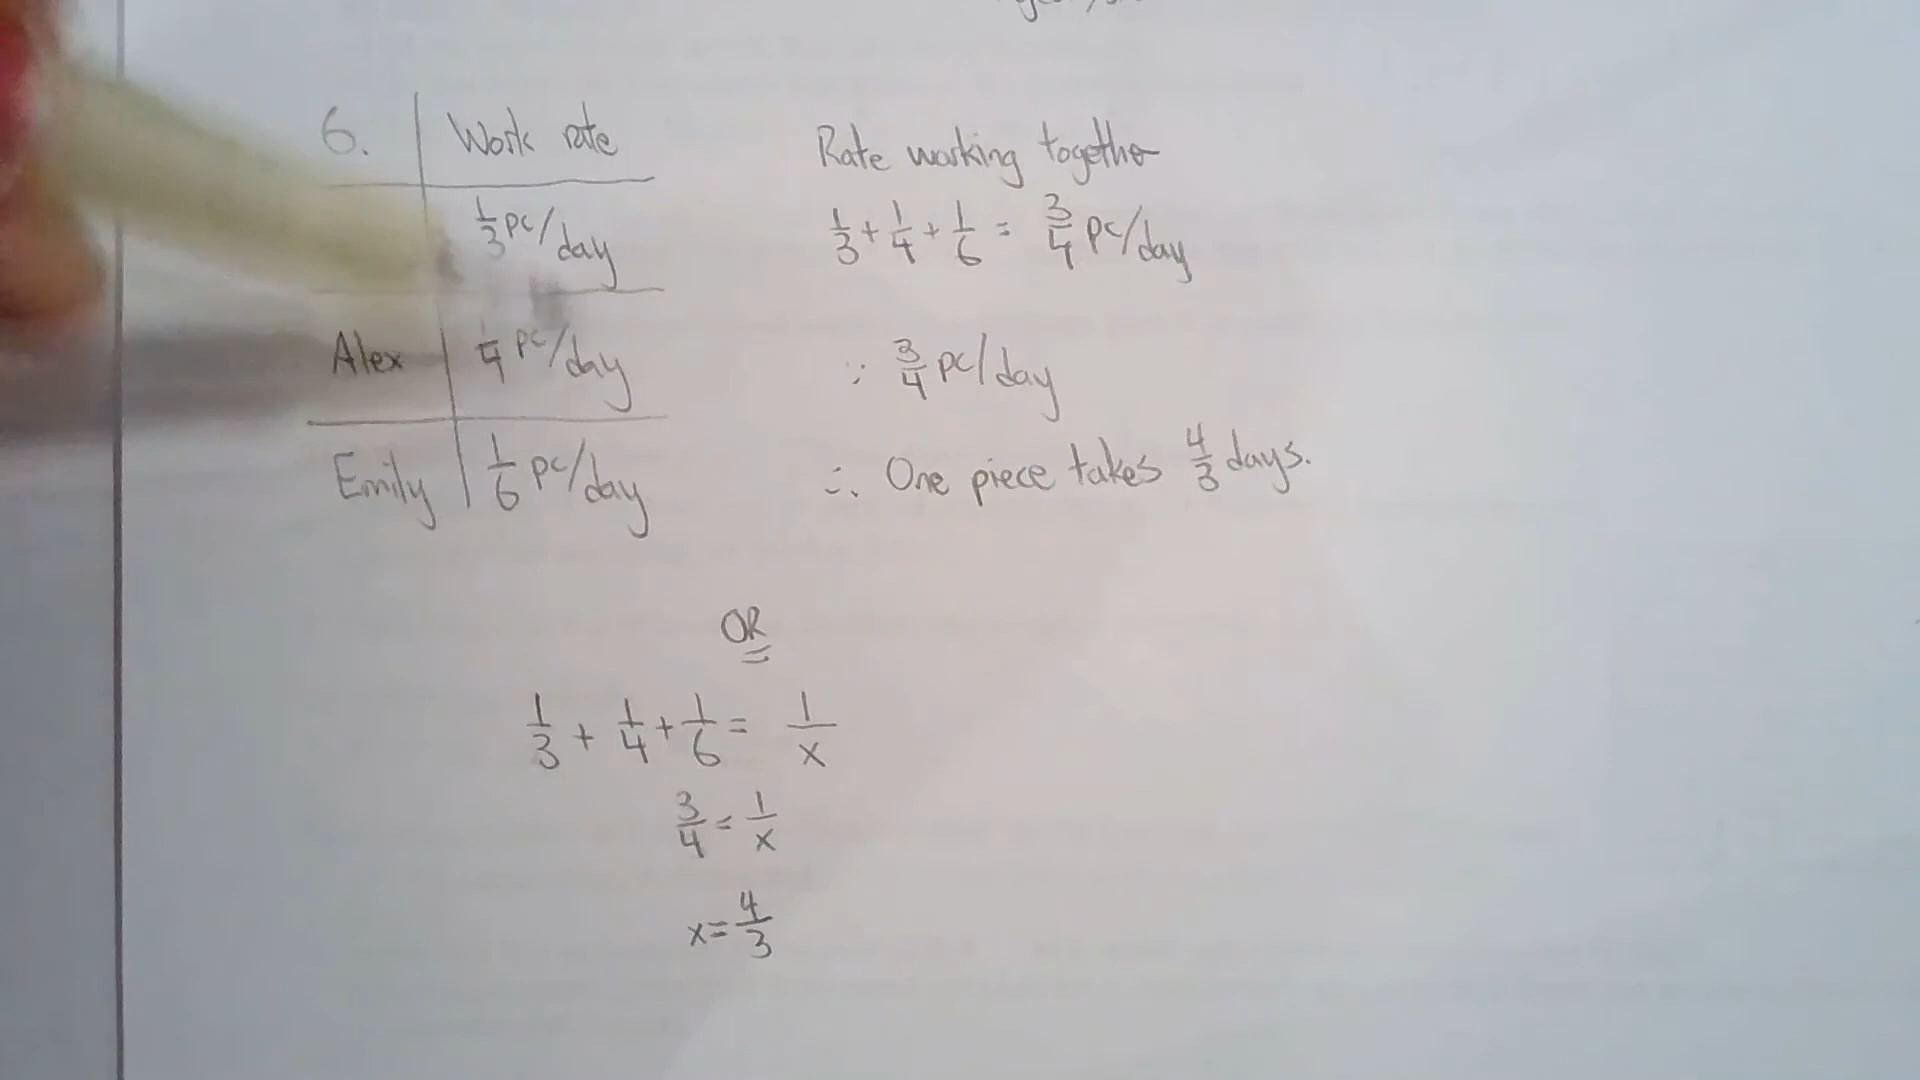 6. Work rate
1/3 pc/day
Alex 1/4 pc/day
Emily 1/6 pc/day
Rate working together
1/3 + 1/4 + 1/6 = 3/4 pc/day
∵ 3/4 pc/day
∴ One piece takes 4/3 days.
OR
1/3 + 1/4 + 1/6 = 1/x
3/4 = 1/x
x = 4/3